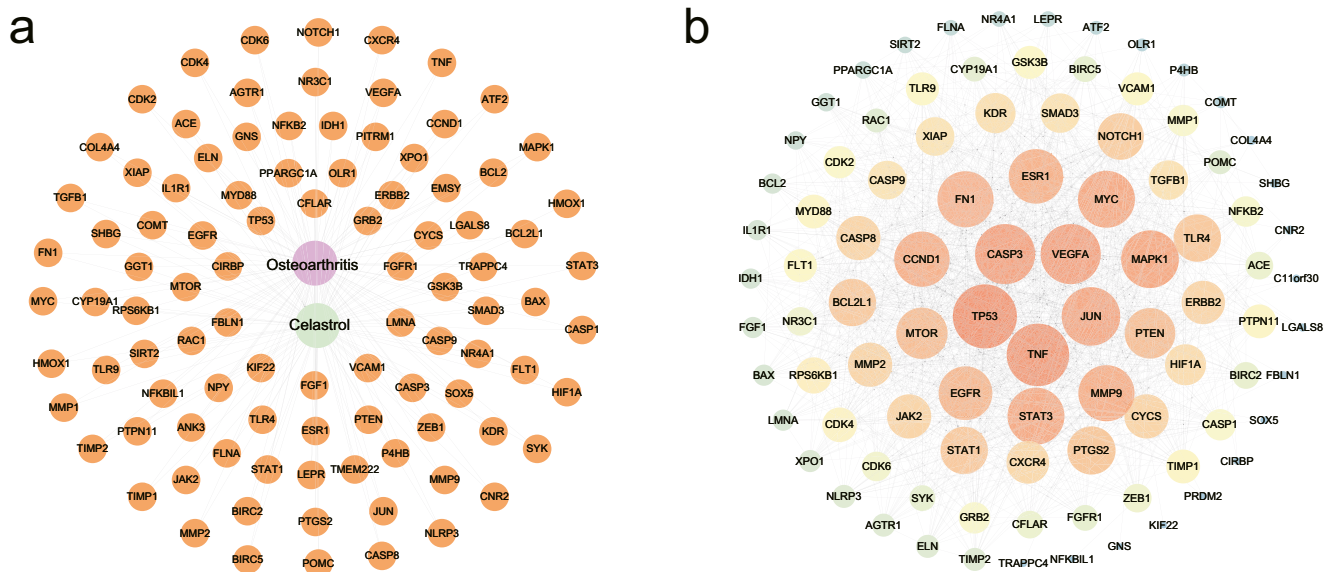 a
NOTCH1
CDK6
CXCR4
CDK4
TNF
NR3C1
AGTR1
VEGFA
CDK2
ATF2
ACE
NFKB2
IDH1
CCND1
GNS
PITRM1
COL4A4
MAPK1
ELN
XPO1
XIAP
PPARGC1A
OLR1
BCL2
IL1R1
MYD88
ERBB2
EMSY
TGFB1
CFLAR
HMOX1
COMT
TP53
GRB2
LGALS8
SHBG
EGFR
CYCS
BCL2L1
FN1
GGT1
CIRBP
Osteoarthritis
FGFR1
TRAPPC4
STAT3
MTOR
GSK3B
MYC
CYP19A1
RPS6KB1
SMAD3
BAX
FBLN1
Celastrol
LMNA
CASP1
RAC1
CASP9
SIRT2
NR4A1
HMOX1
TLR9
KIF22
VCAM1
FLT1
NFKBIL1
NPY
FGF1
CASP3
SOX5
HIF1A
MMP1
PTPN11
ANK3
TLR4
ESR1
PTEN
ZEB1
KDR
TIMP2
FLNA
P4HB
SYK
STAT1
LEPR
TMEM222
JAK2
MMP9
TIMP1
CNR2
BIRC2
PTGS2
JUN
MMP2
NLRP3
BIRC5
POMC
CASP8
b
NR4A1
LEPR
FLNA
ATF2
SIRT2
OLR1
PPARGC1A
CYP19A1
GSK3B
BIRC5
P4HB
TLR9
VCAM1
GGT1
COMT
RAC1
KDR
SMAD3
MMP1
NPY
XIAP
NOTCH1
COL4A4
CDK2
POMC
BCL2
CASP9
ESR1
TGFB1
SHBG
FN1
MYC
MYD88
NFKB2
IL1R1
CASP8
TLR4
CNR2
CCND1
CASP3
VEGFA
MAPK1
FLT1
ACE
IDH1
C11orf30
BCL2L1
ERBB2
TP53
JUN
FGF1
NR3C1
MTOR
PTEN
PTPN11
LGALS8
TNF
MMP2
HIF1A
BAX
RPS6KB1
BIRC2
FBLN1
EGFR
MMP9
LMNA
CDK4
JAK2
STAT3
CYCS
CASP1
SOX5
STAT1
PTGS2
XPO1
CDK6
CXCR4
TIMP1
CIRBP
NLRP3
SYK
ZEB1
PRDM2
AGTR1
GRB2
CFLAR
FGFR1
KIF22
ELN
GNS
TIMP2
TRAPPC4
NFKBIL1